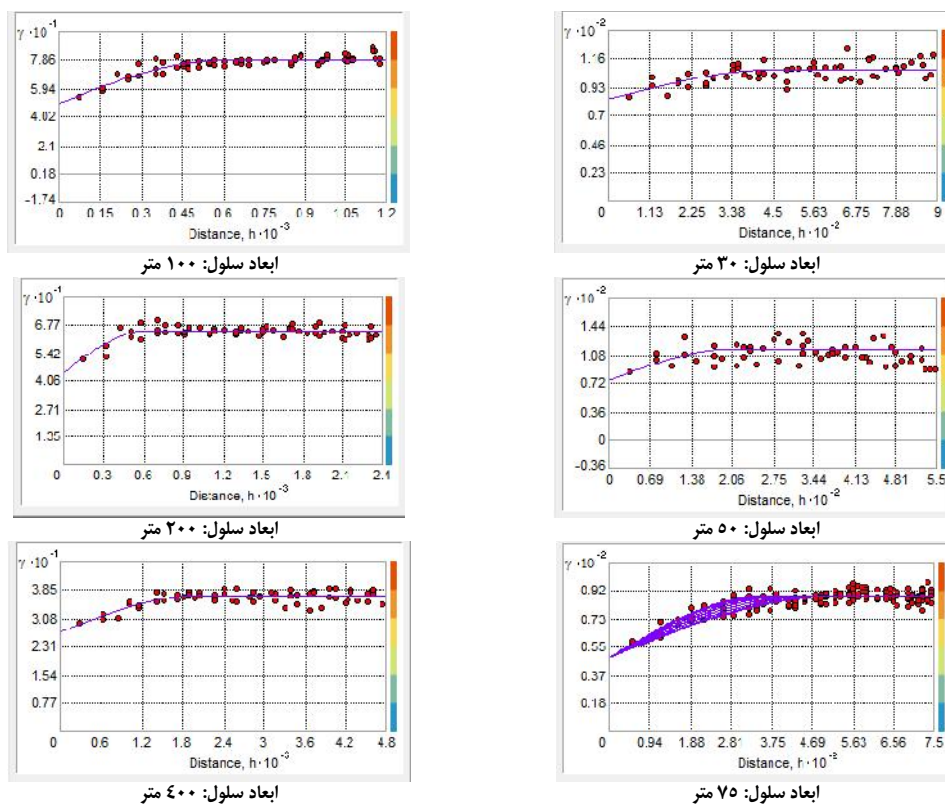 γ·10⁻¹
7.86
5.94
4.02
2.1
0.18
-1.74
0 0.15 0.3 0.45 0.6 0.75 0.9 1.05 1.2
Distance, h·10⁻³
ابعاد سلول: ۱۰۰ متر
γ·10⁻²
1.16
0.93
0.7
0.46
0.23
0 1.13 2.25 3.38 4.5 5.63 6.75 7.88 9
Distance, h·10⁻²
ابعاد سلول: ۳۰ متر
γ·10⁻¹
6.77
5.42
4.06
2.71
1.35
0 0.3 0.6 0.9 1.2 1.5 1.8 2.1 2.4
Distance, h·10⁻³
ابعاد سلول: ۲۰۰ متر
γ·10⁻²
1.44
1.08
0.72
0.36
0
-0.36
0 0.69 1.38 2.06 2.75 3.44 4.13 4.81 5.5
Distance, h·10⁻²
ابعاد سلول: ۵۰ متر
γ·10⁻¹
3.85
3.08
2.31
1.54
0.77
0 0.6 1.2 1.8 2.4 3 3.6 4.2 4.8
Distance, h·10⁻³
ابعاد سلول: ٤۰۰ متر
γ·10⁻²
0.92
0.73
0.55
0.37
0.18
0 0.94 1.88 2.81 3.75 4.69 5.63 6.56 7.5
Distance, h·10⁻²
ابعاد سلول: ۷۵ متر